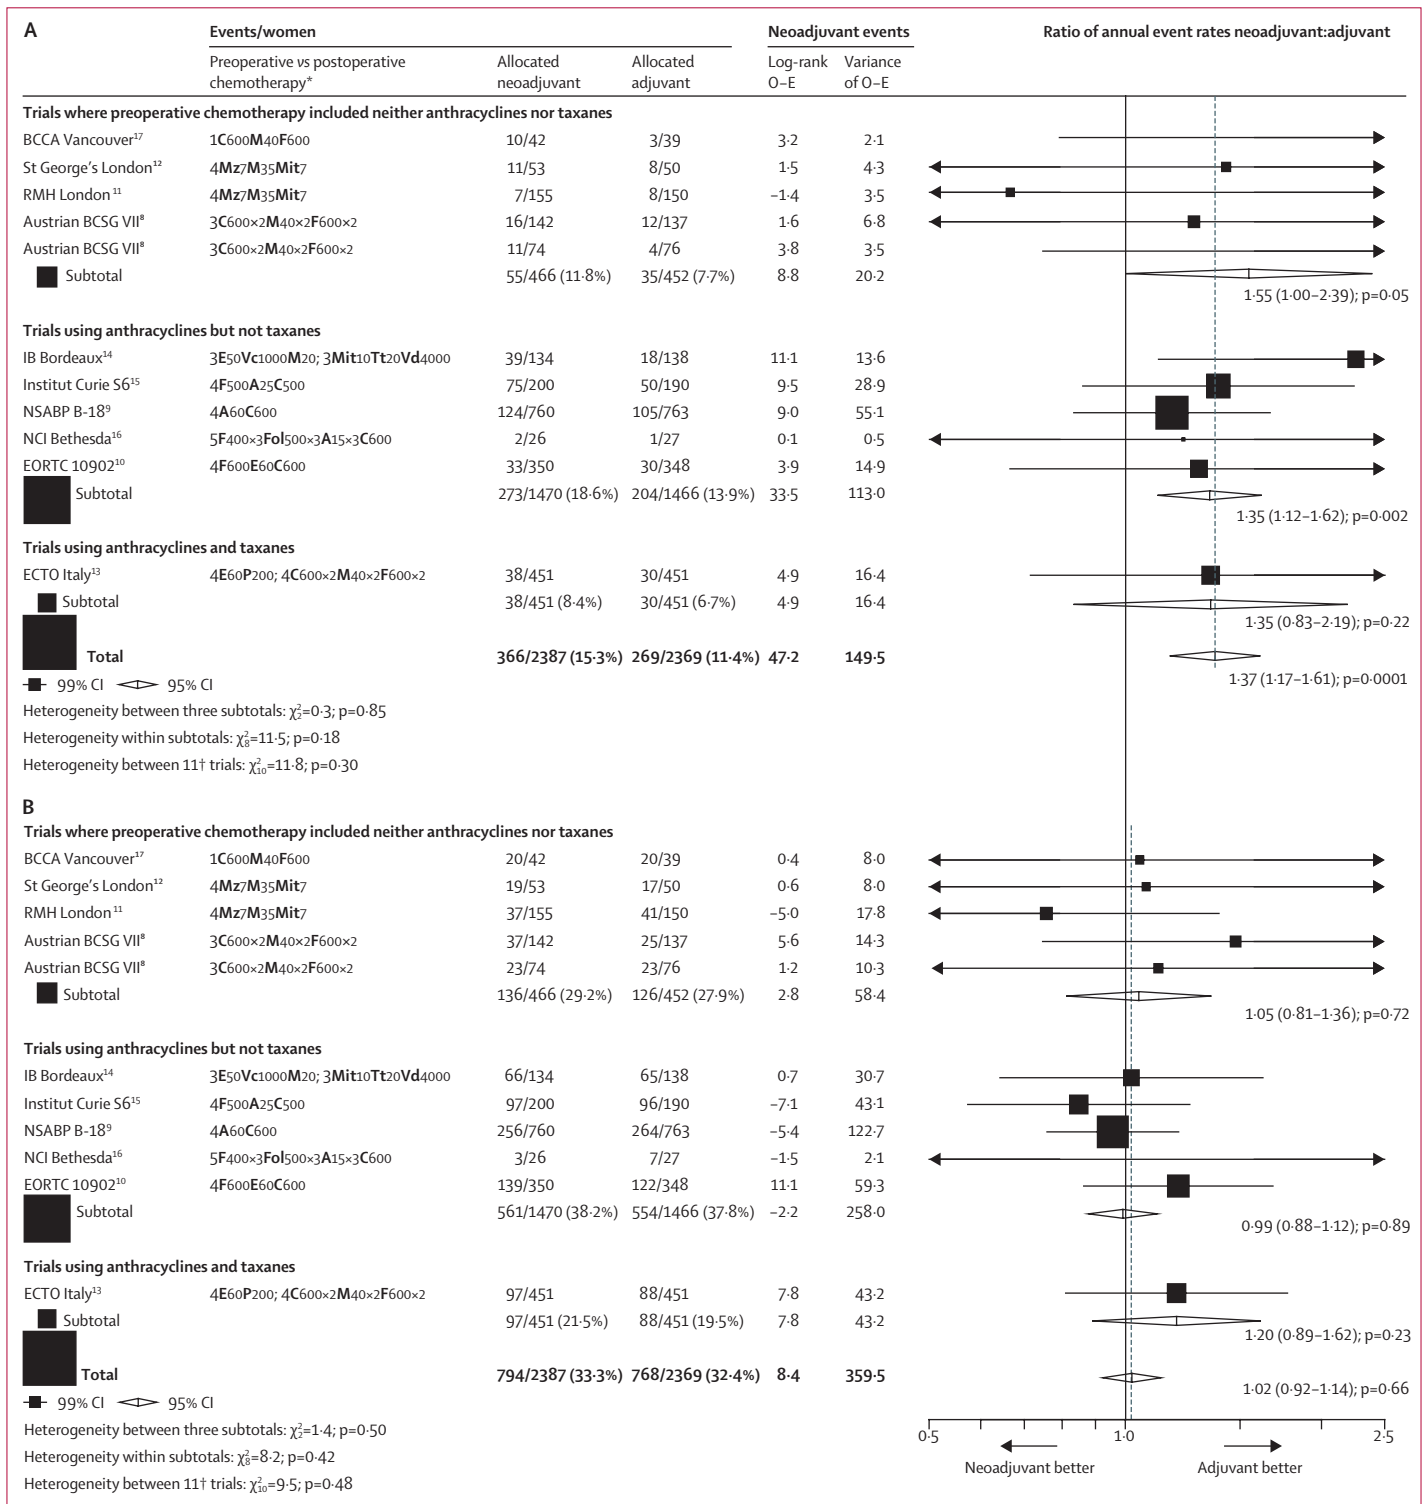 A
Events/women Neoadjuvant events Ratio of annual event rates neoadjuvant:adjuvant
Preoperative vs postoperative chemotherapy* Allocated neoadjuvant Allocated adjuvant Log-rank O–E Variance of O–E
Trials where preoperative chemotherapy included neither anthracyclines nor taxanes
BCCA Vancouver¹⁷ 1C600M40F600 10/42 3/39 3·2 2·1
St George's London¹² 4Mz7M35Mit7 11/53 8/50 1·5 4·3
RMH London¹¹ 4Mz7M35Mit7 7/155 8/150 –1·4 3·5
Austrian BCSG VII⁸ 3C600×2M40×2F600×2 16/142 12/137 1·6 6·8
Austrian BCSG VII⁸ 3C600×2M40×2F600×2 11/74 4/76 3·8 3·5
Subtotal 55/466 (11·8%) 35/452 (7·7%) 8·8 20·2
1·55 (1·00–2·39); p=0·05
Trials using anthracyclines but not taxanes
IB Bordeaux¹⁴ 3E50Vc1000M20; 3Mit10Tt20Vd4000 39/134 18/138 11·1 13·6
Institut Curie S6¹⁵ 4F500A25C500 75/200 50/190 9·5 28·9
NSABP B-18⁹ 4A60C600 124/760 105/763 9·0 55·1
NCI Bethesda¹⁶ 5F400×3Fol500×3A15×3C600 2/26 1/27 0·1 0·5
EORTC 10902¹⁰ 4F600E60C600 33/350 30/348 3·9 14·9
Subtotal 273/1470 (18·6%) 204/1466 (13·9%) 33·5 113·0
1·35 (1·12–1·62); p=0·002
Trials using anthracyclines and taxanes
ECTO Italy¹³ 4E60P200; 4C600×2M40×2F600×2 38/451 30/451 4·9 16·4
Subtotal 38/451 (8·4%) 30/451 (6·7%) 4·9 16·4
1·35 (0·83–2·19); p=0·22
Total 366/2387 (15·3%) 269/2369 (11·4%) 47·2 149·5
1·37 (1·17–1·61); p=0·0001
99% CI 95% CI
Heterogeneity between three subtotals: χ²₂=0·3; p=0·85
Heterogeneity within subtotals: χ²₈=11·5; p=0·18
Heterogeneity between 11† trials: χ²₁₀=11·8; p=0·30
B
Trials where preoperative chemotherapy included neither anthracyclines nor taxanes
BCCA Vancouver¹⁷ 1C600M40F600 20/42 20/39 0·4 8·0
St George's London¹² 4Mz7M35Mit7 19/53 17/50 0·6 8·0
RMH London¹¹ 4Mz7M35Mit7 37/155 41/150 –5·0 17·8
Austrian BCSG VII⁸ 3C600×2M40×2F600×2 37/142 25/137 5·6 14·3
Austrian BCSG VII⁸ 3C600×2M40×2F600×2 23/74 23/76 1·2 10·3
Subtotal 136/466 (29·2%) 126/452 (27·9%) 2·8 58·4
1·05 (0·81–1·36); p=0·72
Trials using anthracyclines but not taxanes
IB Bordeaux¹⁴ 3E50Vc1000M20; 3Mit10Tt20Vd4000 66/134 65/138 0·7 30·7
Institut Curie S6¹⁵ 4F500A25C500 97/200 96/190 –7·1 43·1
NSABP B-18⁹ 4A60C600 256/760 264/763 –5·4 122·7
NCI Bethesda¹⁶ 5F400×3Fol500×3A15×3C600 3/26 7/27 –1·5 2·1
EORTC 10902¹⁰ 4F600E60C600 139/350 122/348 11·1 59·3
Subtotal 561/1470 (38·2%) 554/1466 (37·8%) –2·2 258·0
0·99 (0·88–1·12); p=0·89
Trials using anthracyclines and taxanes
ECTO Italy¹³ 4E60P200; 4C600×2M40×2F600×2 97/451 88/451 7·8 43·2
Subtotal 97/451 (21·5%) 88/451 (19·5%) 7·8 43·2
1·20 (0·89–1·62); p=0·23
Total 794/2387 (33·3%) 768/2369 (32·4%) 8·4 359·5
1·02 (0·92–1·14); p=0·66
99% CI 95% CI
Heterogeneity between three subtotals: χ²₂=1·4; p=0·50
Heterogeneity within subtotals: χ²₈=8·2; p=0·42
Heterogeneity between 11† trials: χ²₁₀=9·5; p=0·48
0·5 1·0 2·5
Neoadjuvant better Adjuvant better